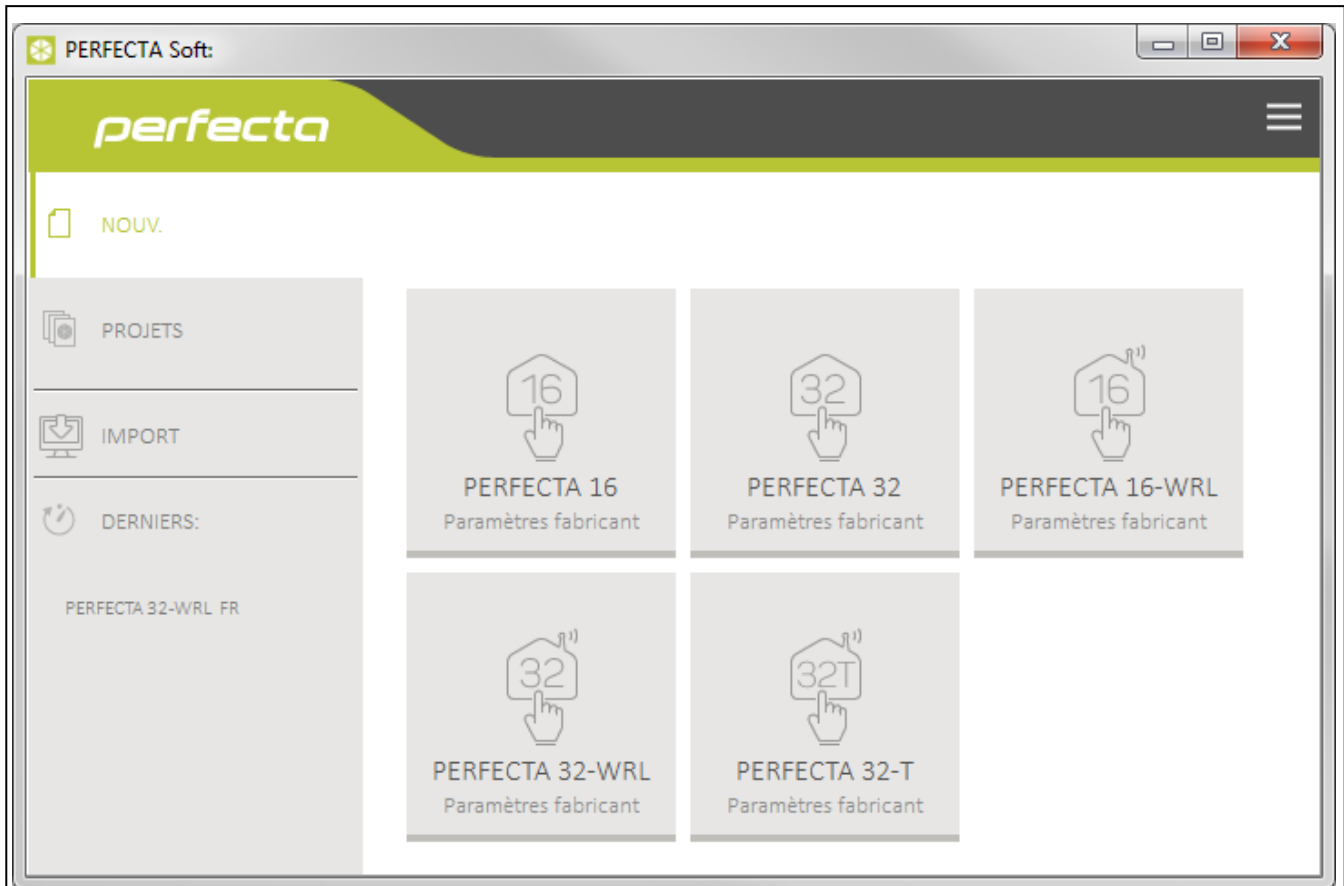 PERFECTA Soft:
perfecta
NOUV.
PROJETS
IMPORT
DERNIERS:
PERFECTA 32-WRL FR
16
PERFECTA 16
Paramètres fabricant
32
PERFECTA 32
Paramètres fabricant
16
PERFECTA 16-WRL
Paramètres fabricant
32
PERFECTA 32-WRL
Paramètres fabricant
32T
PERFECTA 32-T
Paramètres fabricant